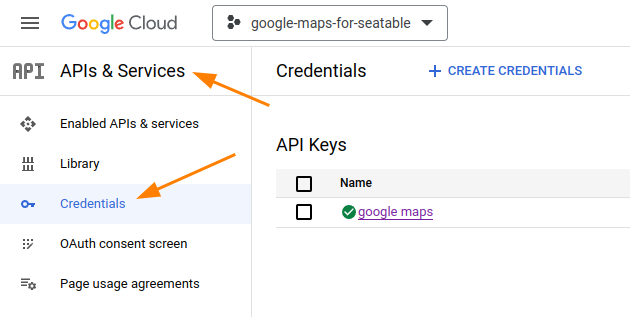 Google Cloud
google-maps-for-seatable
API
APIs & Services
Credentials
CREATE CREDENTIALS
Enabled APIs & services
Library
Credentials
OAuth consent screen
Page usage agreements
API Keys
Name
google maps